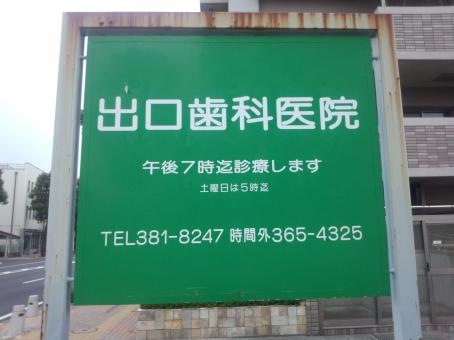 出口歯科医院
午後7時迄診療します
土曜日は5時迄
TEL381-8247 時間外365-4325